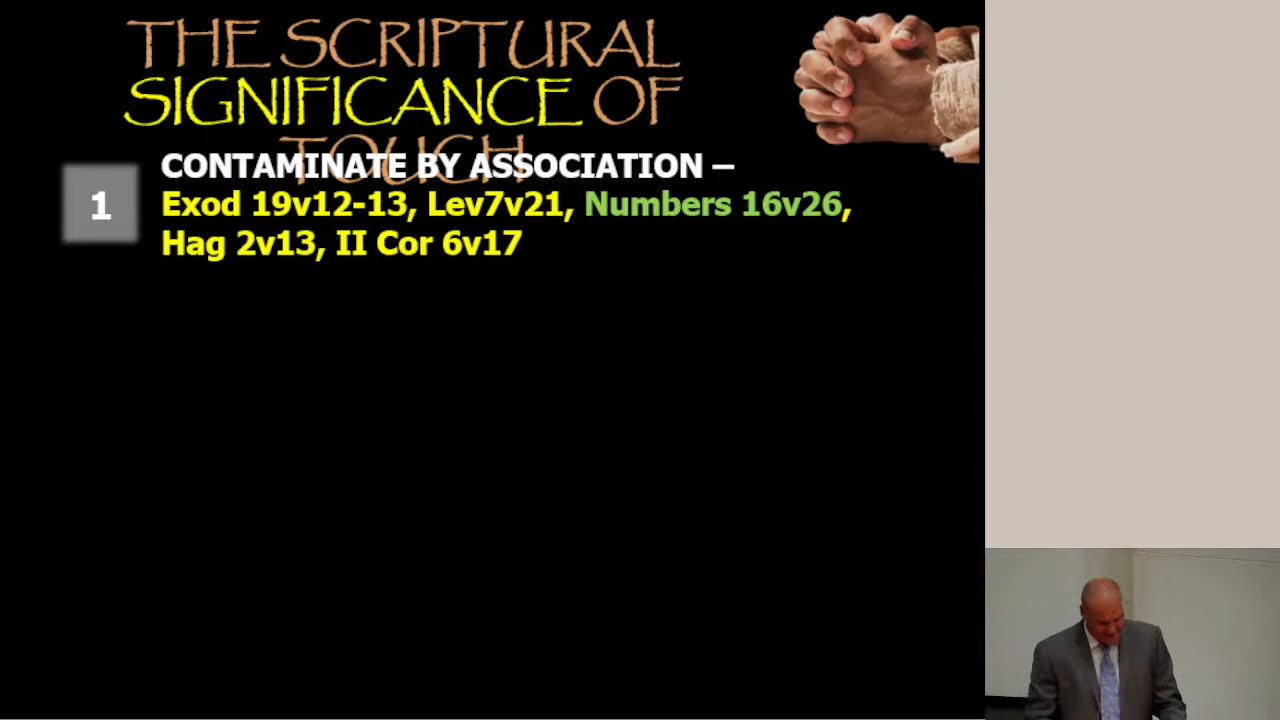 THE SCRIPTURAL
SIGNIFICANCE OF
TOUCH
CONTAMINATE BY ASSOCIATION –
1
Exod 19v12-13, Lev7v21, Numbers 16v26,
Hag 2v13, II Cor 6v17